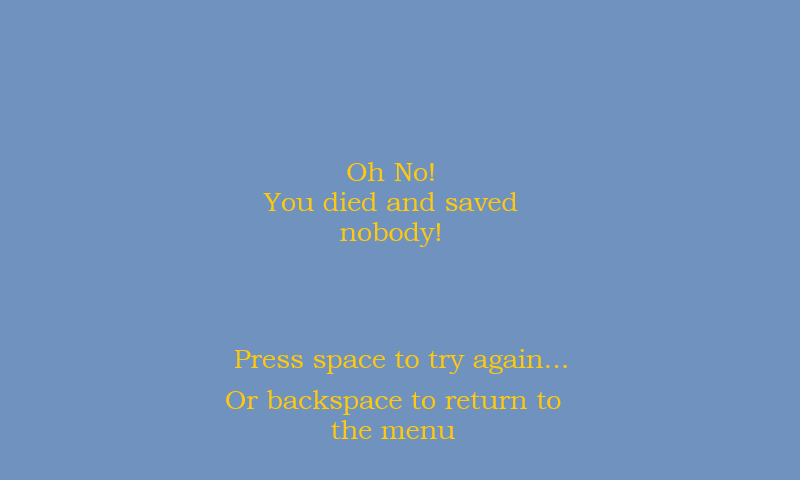 Oh No!
You died and saved
nobody!
Press space to try again...
Or backspace to return to
the menu